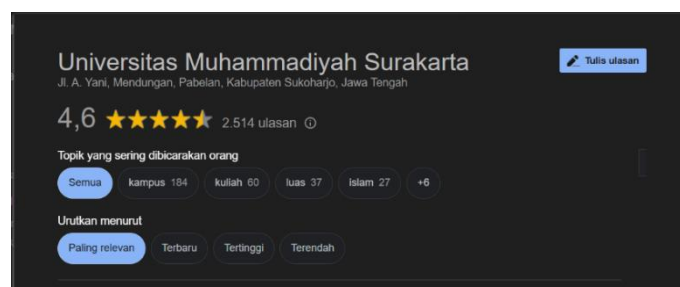 Universitas Muhammadiyah Surakarta
Tulis ulasan
Jl. A. Yani, Mendungan, Pabelan, Kabupaten Sukoharjo, Jawa Tengah
4,6 2.514 ulasan
Topik yang sering dibicarakan orang
Semua kampus 184 kuliah 60 luas 37 islam 27 +6
Urutkan menurut
Paling relevan Terbaru Tertinggi Terendah